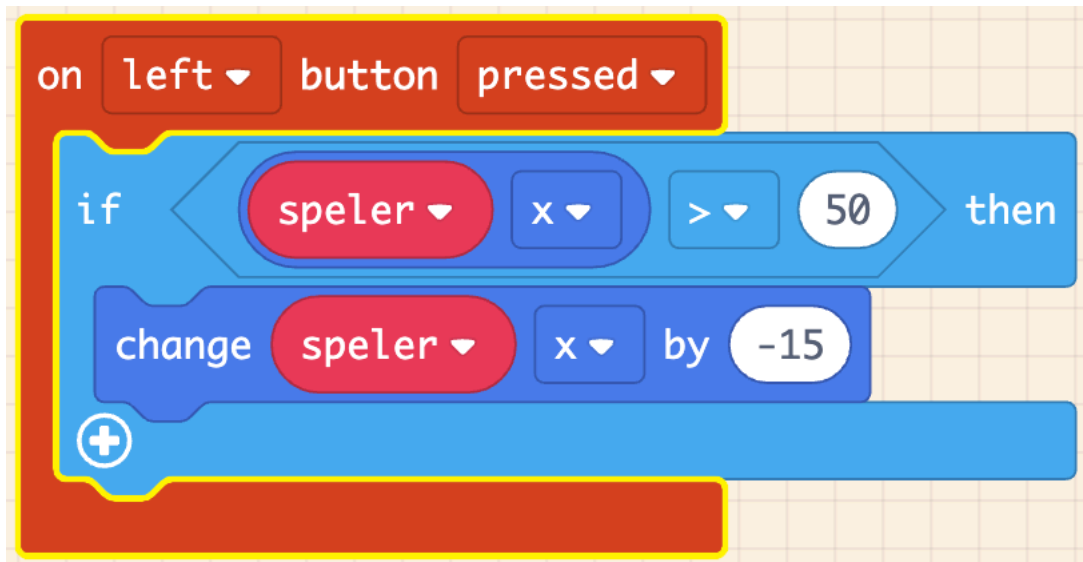 on left button pressed
if speler x > 50 then
change speler x by -15